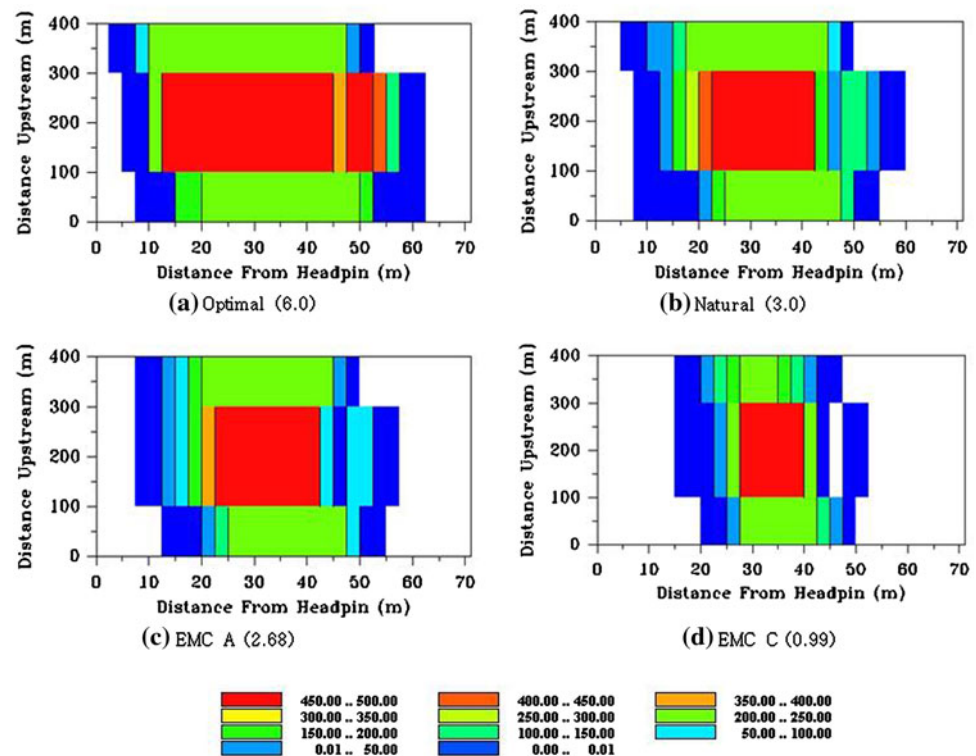 400
300
200
100
0
Distance Upstream (m)
0 10 20 30 40 50 60 70
Distance From Headpin (m)
(a) Optimal (6.0)
400
300
200
100
0
Distance Upstream (m)
0 10 20 30 40 50 60 70
Distance From Headpin (m)
(b) Natural (3.0)
400
300
200
100
0
Distance Upstream (m)
0 10 20 30 40 50 60 70
Distance From Headpin (m)
(c) EMC A (2.68)
400
300
200
100
0
Distance Upstream (m)
0 10 20 30 40 50 60 70
Distance From Headpin (m)
(d) EMC C (0.99)
450.00 .. 500.00 400.00 .. 450.00 350.00 .. 400.00
300.00 .. 350.00 250.00 .. 300.00 200.00 .. 250.00
150.00 .. 200.00 100.00 .. 150.00 50.00 .. 100.00
0.01 .. 50.00 0.00 .. 0.01